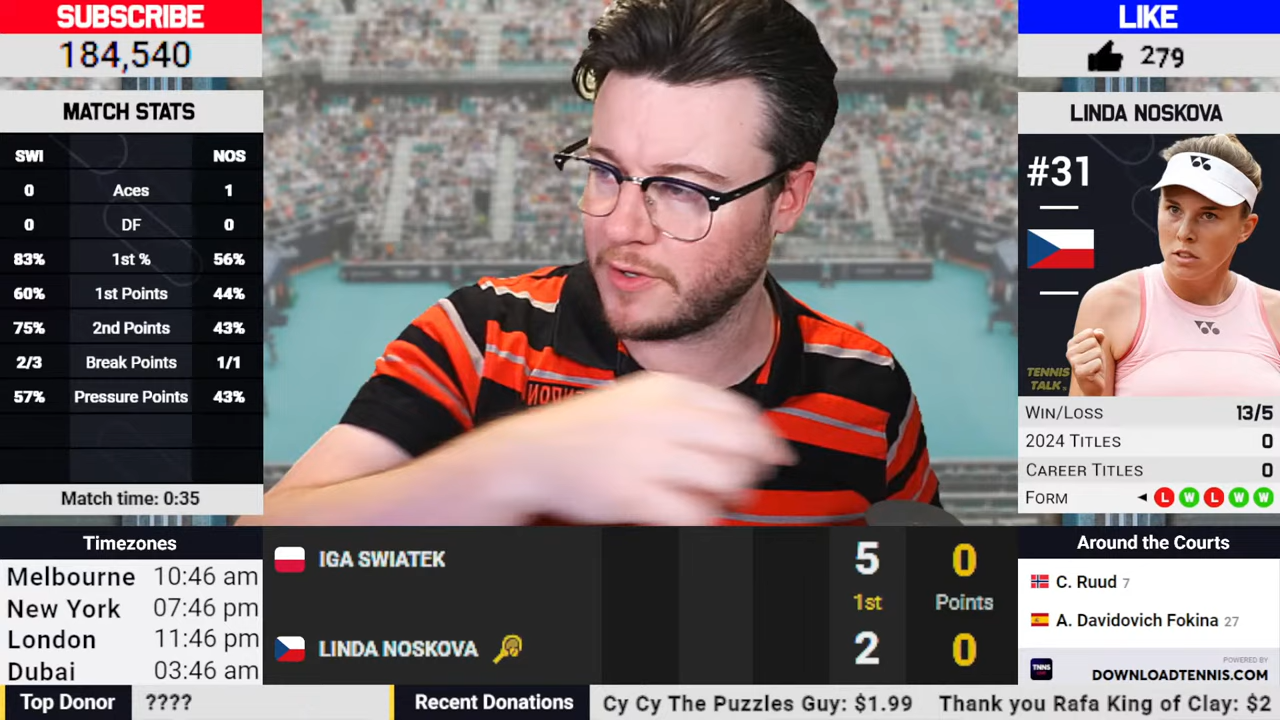 SUBSCRIBE
184,540
MATCH STATS
SWI NOS
0 Aces 1
0 DF 0
83% 1st % 56%
60% 1st Points 44%
75% 2nd Points 43%
2/3 Break Points 1/1
57% Pressure Points 43%
Match time: 0:35
Timezones
Melbourne 10:46 am
New York 07:46 pm
London 11:46 pm
Dubai 03:46 am
LIKE
279
LINDA NOSKOVA
#31
TENNIS
TALK
WIN/LOSS 13/5
2024 TITLES 0
CAREER TITLES 0
FORM L W L W W
Around the Courts
C. Ruud 7
A. Davidovich Fokina 27
TNNS
POWERED BY
DOWNLOADTENNIS.COM
IGA SWIATEK 5 0
1st Points
LINDA NOSKOVA 2 0
Top Donor ???? Recent Donations Cy Cy The Puzzles Guy: $1.99 Thank you Rafa King of Clay: $2